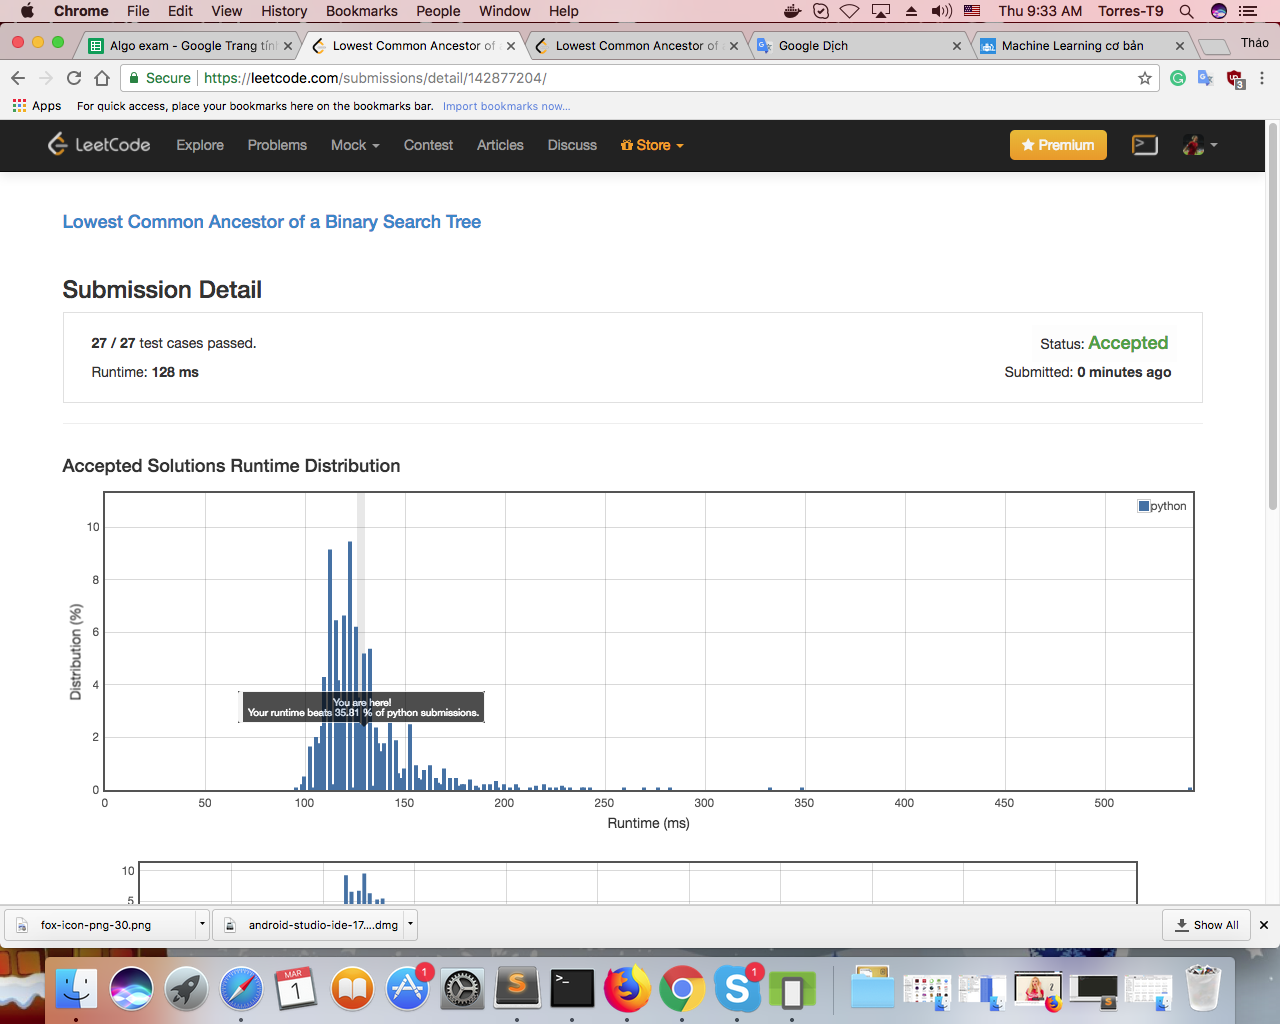 Chrome File Edit View History Bookmarks People Window Help Thu 9:33 AM Torres-T9
Algo exam - Google Trang tín
Lowest Common Ancestor of
Lowest Common Ancestor of
Google Dịch
Machine Learning cơ bản
Thảo
Secure https://leetcode.com/submissions/detail/142877204/
3
Apps For quick access, place your bookmarks here on the bookmarks bar. Import bookmarks now...
LeetCode Explore Problems Mock Contest Articles Discuss Store Premium
Lowest Common Ancestor of a Binary Search Tree
Submission Detail
27 / 27 test cases passed.
Status: Accepted
Runtime: 128 ms
Submitted: 0 minutes ago
Accepted Solutions Runtime Distribution
python
10
8
6
4
2
0
Distribution (%)
You are here!
Your runtime beats 35.81 % of python submissions.
0 50 100 150 200 250 300 350 400 450 500
Runtime (ms)
10
5
fox-icon-png-30.png
android-studio-ide-17....dmg
Show All
MAR
1
1
1